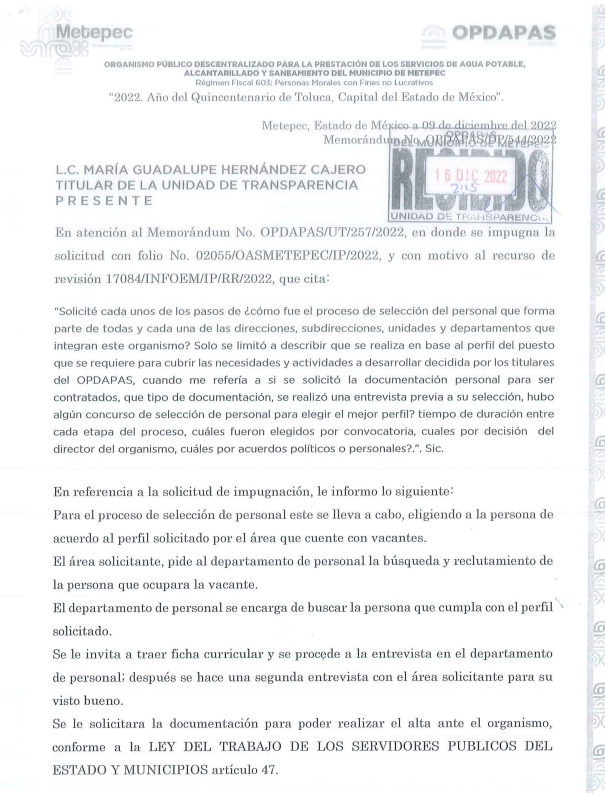 Metepec
OPDAPAS
METEPEC
ORGANISMO PÚBLICO DESCENTRALIZADO PARA LA PRESTACIÓN DE LOS SERVICIOS DE AGUA POTABLE,
ALCANTARILLADO Y SANEAMIENTO DEL MUNICIPIO DE METEPEC
Régimen Fiscal 603: Personas Morales con Fines no Lucrativos
“2022. Año del Quincentenario de Toluca, Capital del Estado de México”.
Metepec, Estado de México a 09 de diciembre del 2022
Memorándum No. OPDAPAS/DP/544/2022
OPDAPAS
DEL MUNICIPIO DE METEPEC
RECIBIDO
16 DIC 2022
UNIDAD DE TRANSPARENCIA
L.C. MARÍA GUADALUPE HERNÁNDEZ CAJERO
TITULAR DE LA UNIDAD DE TRANSPARENCIA
P R E S E N T E
En atención al Memorándum No. OPDAPAS/UT/257/2022, en donde se impugna la
solicitud con folio No. 02055/OASMETEPEC/IP/2022, y con motivo al recurso de
revisión 17084/INFOEM/IP/RR/2022, que cita:
“Solicité cada unos de los pasos de ¿cómo fue el proceso de selección del personal que forma
parte de todas y cada una de las direcciones, subdirecciones, unidades y departamentos que
integran este organismo? Solo se limitó a describir que se realiza en base al perfil del puesto
que se requiere para cubrir las necesidades y actividades a desarrollar decidida por los titulares
del OPDAPAS, cuando me refería a si se solicitó la documentación personal para ser
contratados, que tipo de documentación, se realizó una entrevista previa a su selección, hubo
algún concurso de selección de personal para elegir el mejor perfil? tiempo de duración entre
cada etapa del proceso, cuáles fueron elegidos por convocatoria, cuales por decisión del
director del organismo, cuáles por acuerdos políticos o personales?.”. Sic.
En referencia a la solicitud de impugnación, le informo lo siguiente:
Para el proceso de selección de personal este se lleva a cabo, eligiendo a la persona de
acuerdo al perfil solicitado por el área que cuente con vacantes.
El área solicitante, pide al departamento de personal la búsqueda y reclutamiento de
la persona que ocupara la vacante.
El departamento de personal se encarga de buscar la persona que cumpla con el perfil
solicitado.
Se le invita a traer ficha curricular y se procede a la entrevista en el departamento
de personal; después se hace una segunda entrevista con el área solicitante para su
visto bueno.
Se le solicitara la documentación para poder realizar el alta ante el organismo,
conforme a la LEY DEL TRABAJO DE LOS SERVIDORES PUBLICOS DEL
ESTADO Y MUNICIPIOS artículo 47.